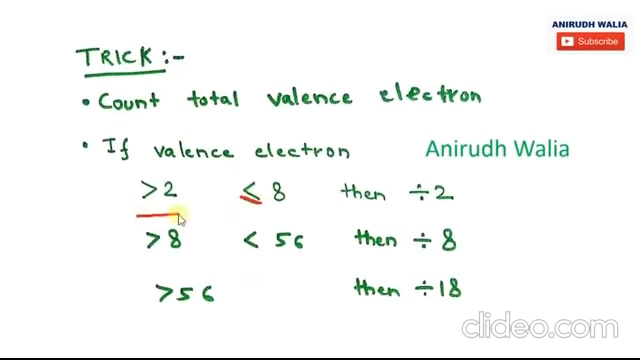 ANIRUDH WALIA
Subscribe
TRICK :-
• Count total valence electron
• If valence electron
Anirudh Walia
>2 ≤ 8 then ÷2
>8 < 56 then ÷ 8
>56 then ÷18
clideo.com